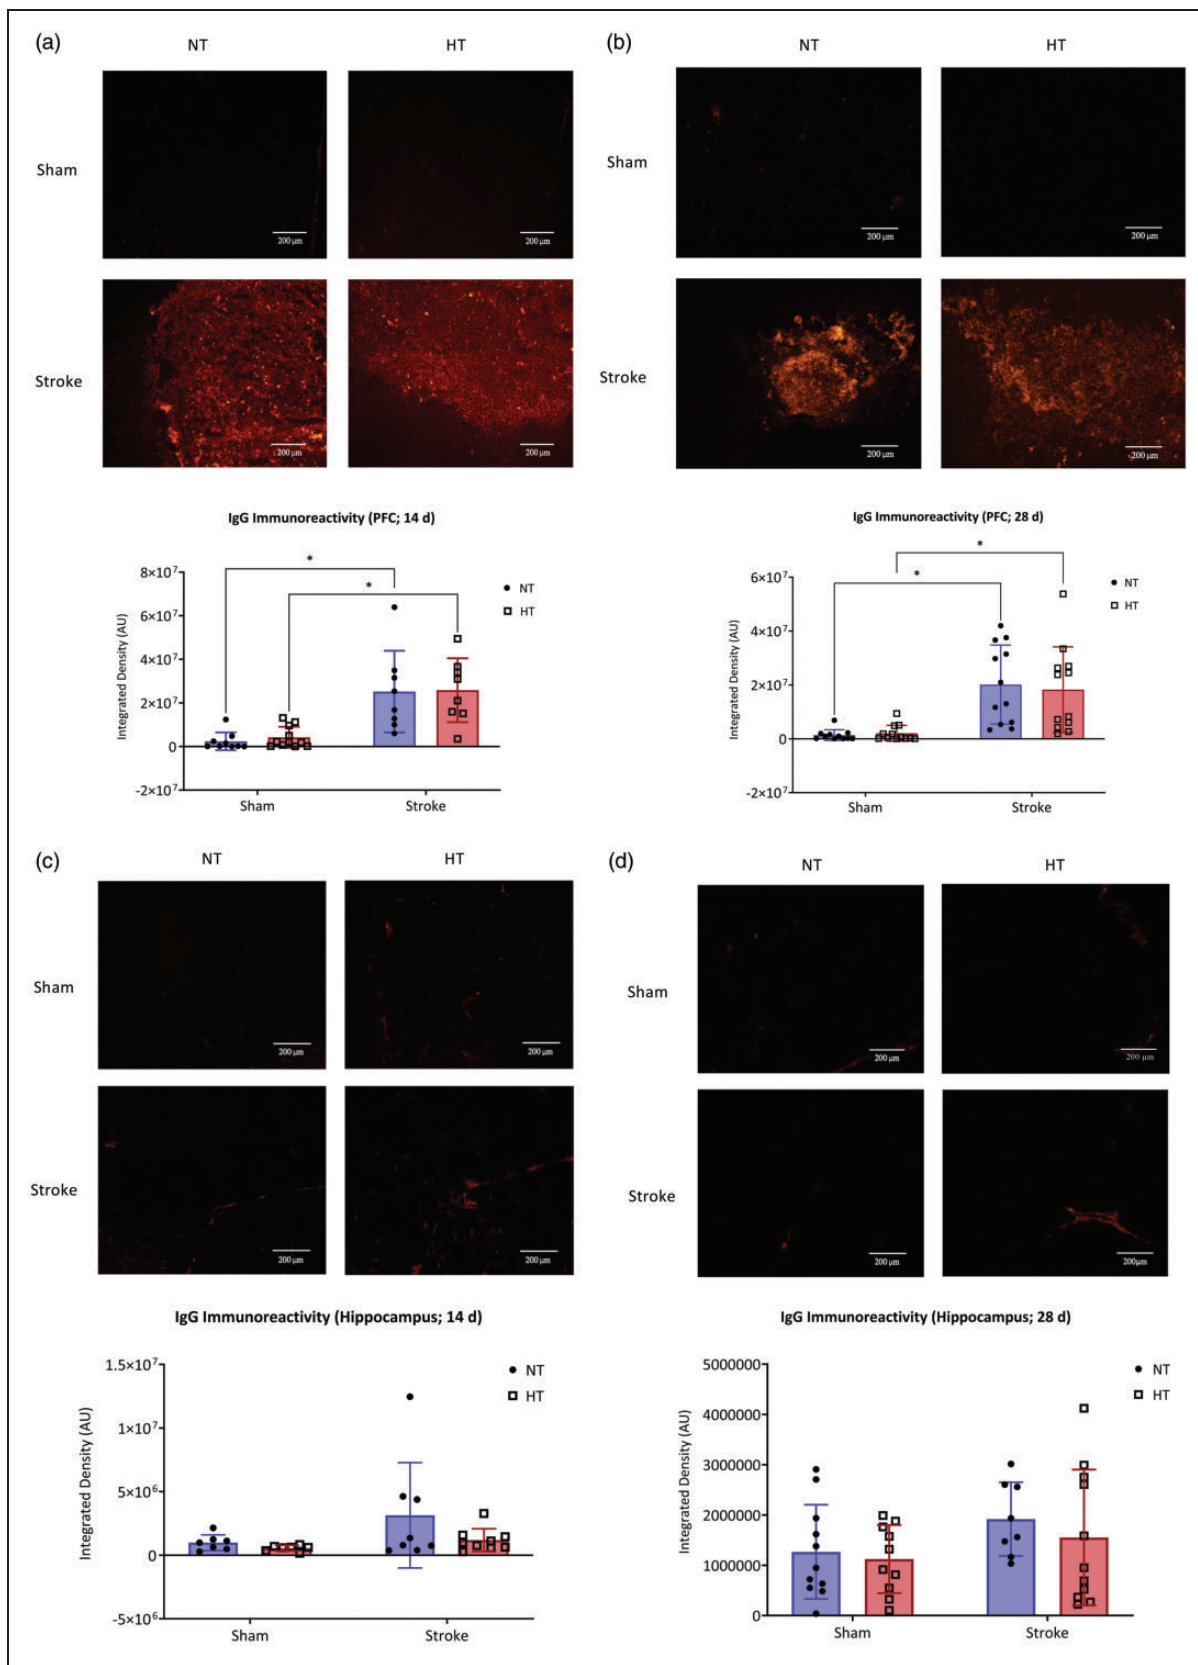 (a)
NT
HT
(b)
NT
HT
Sham
200 μm
200 μm
Sham
200 μm
200 μm
Stroke
200 μm
200 μm
Stroke
200 μm
200 μm
IgG Immunoreactivity (PFC; 14 d)
Integrated Density (AU)
8×10⁷
6×10⁷
4×10⁷
2×10⁷
0
-2×10⁷
*
*
NT
HT
Sham
Stroke
IgG Immunoreactivity (PFC; 28 d)
Integrated Density (AU)
6×10⁷
4×10⁷
2×10⁷
0
-2×10⁷
*
*
NT
HT
Sham
Stroke
(c)
NT
HT
(d)
NT
HT
Sham
200 μm
200 μm
Sham
200 μm
200 μm
Stroke
200 μm
200 μm
Stroke
200 μm
200μm
IgG Immunoreactivity (Hippocampus; 14 d)
Integrated Density (AU)
1.5×10⁷
1×10⁷
5×10⁶
0
-5×10⁶
NT
HT
Sham
Stroke
IgG Immunoreactivity (Hippocampus; 28 d)
Integrated Density (AU)
5000000
4000000
3000000
2000000
1000000
0
NT
HT
Sham
Stroke